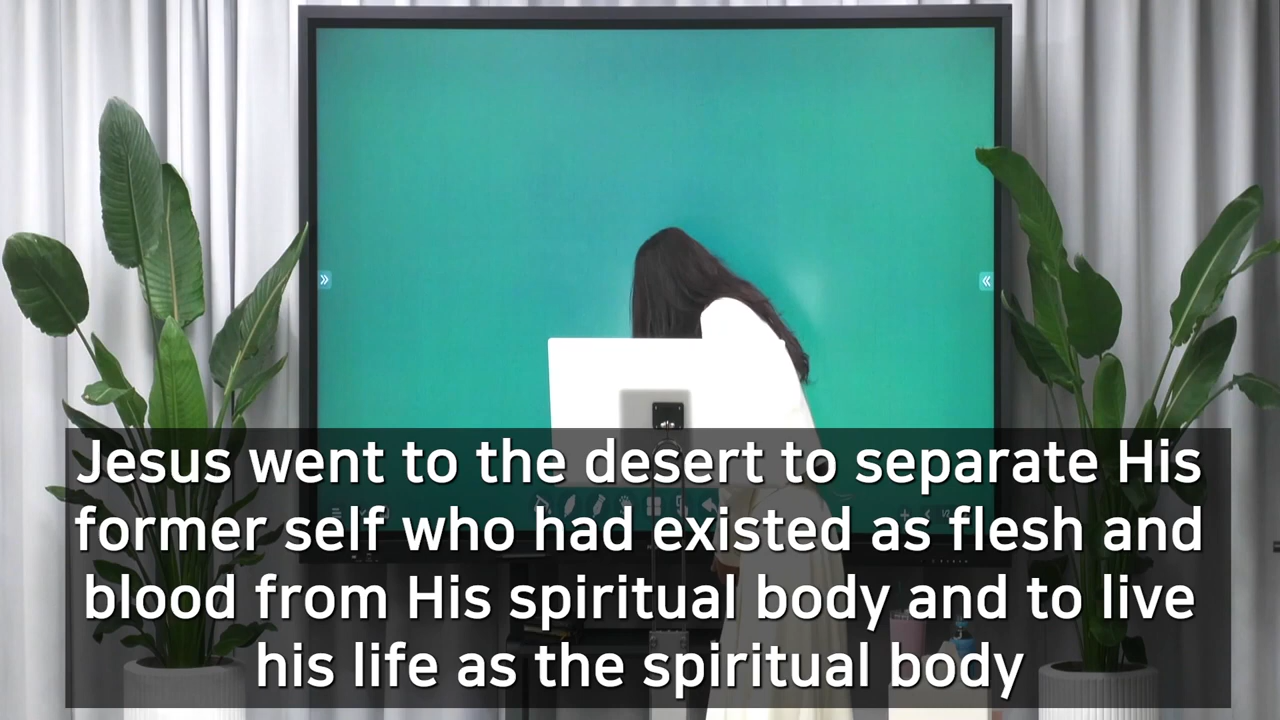 Jesus went to the desert to separate His
former self who had existed as flesh and
blood from His spiritual body and to live
his life as the spiritual body